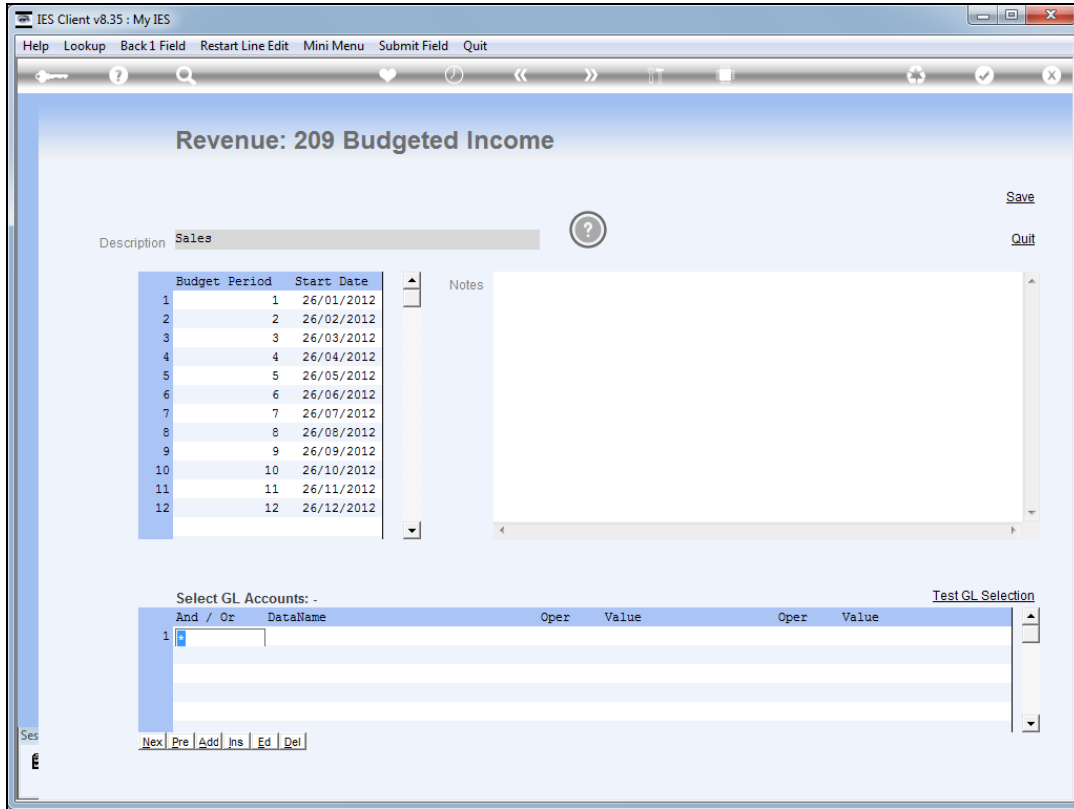 IES Client v8.35 : My IES
Help Lookup Back 1 Field Restart Line Edit Mini Menu Submit Field Quit
Revenue: 209 Budgeted Income
Save
Description Sales
?
Quit
Budget Period Start Date
Notes
1 1 26/01/2012
2 2 26/02/2012
3 3 26/03/2012
4 4 26/04/2012
5 5 26/05/2012
6 6 26/06/2012
7 7 26/07/2012
8 8 26/08/2012
9 9 26/09/2012
10 10 26/10/2012
11 11 26/11/2012
12 12 26/12/2012
Select GL Accounts: -
Test GL Selection
And / Or DataName Oper Value Oper Value
1 *
Ses
Nex Pre Add Ins Ed Del